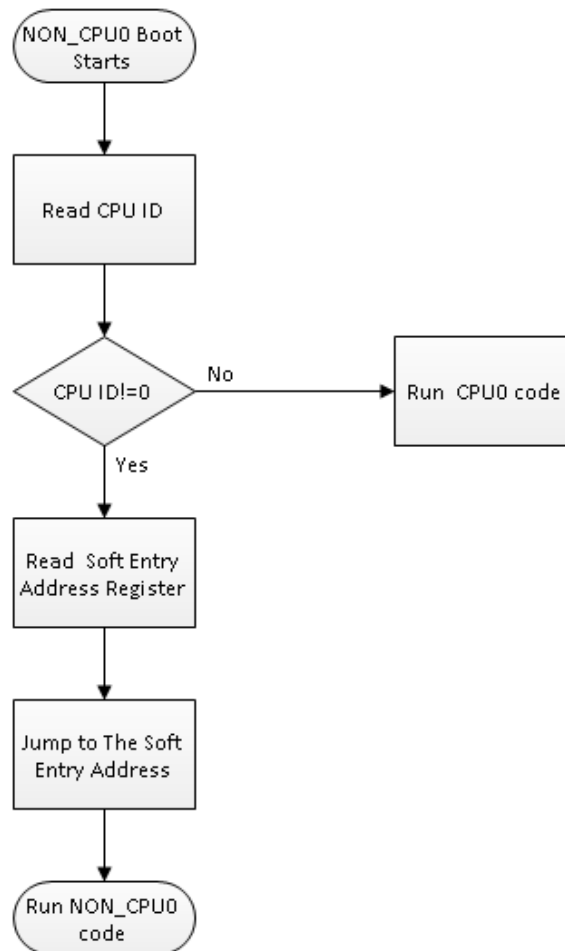 NON_CPU0 Boot
Starts
Read CPU ID
CPU ID!=0
No
Run CPU0 code
Yes
Read Soft Entry
Address Register
Jump to The Soft
Entry Address
Run NON_CPU0
code